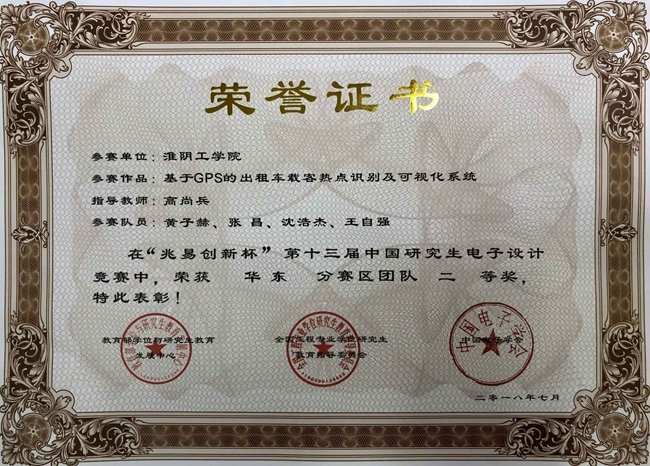 荣誉证书
参赛单位：淮阴工学院
参赛作品：基于GPS的出租车载客热点识别及可视化系统
指导教师：高尚兵
参赛队员：黄子赫、张 昌、沈浩杰、王自强
在“兆易创新杯”第十三届中国研究生电子设计
竞赛中，荣获 华东 分赛区团队 二 等奖，
特此表彰！
教育部学位与研究生教育
发展中心
全国工程专业学位研究生
教育指导委员会
中国电子学会
中国电子学会
二零一八年七月